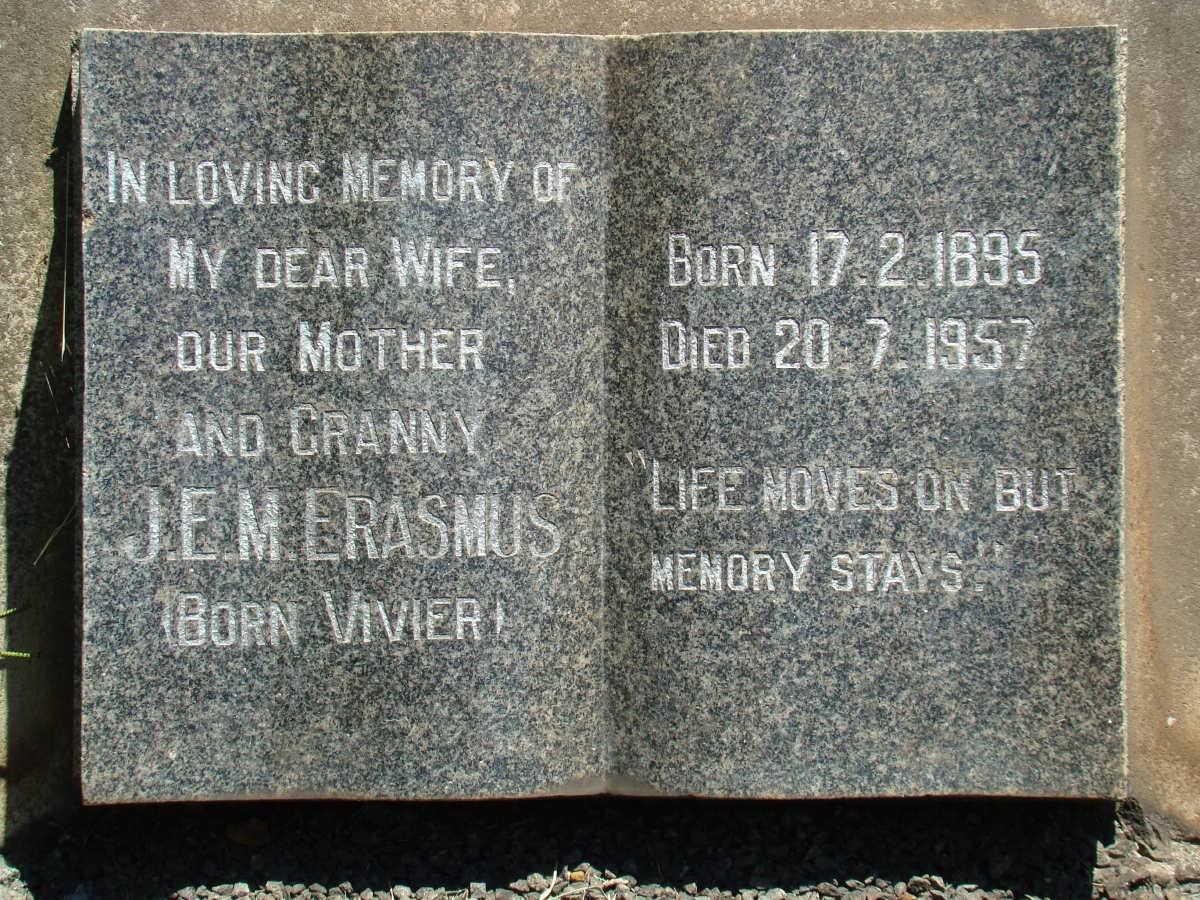 In loving Memory of
My dear Wife,
our Mother
and Granny
J.E.M. Erasmus
(Born Vivier)
Born 17.2.1895
Died 20.7.1957
"Life moves on but
memory stays."